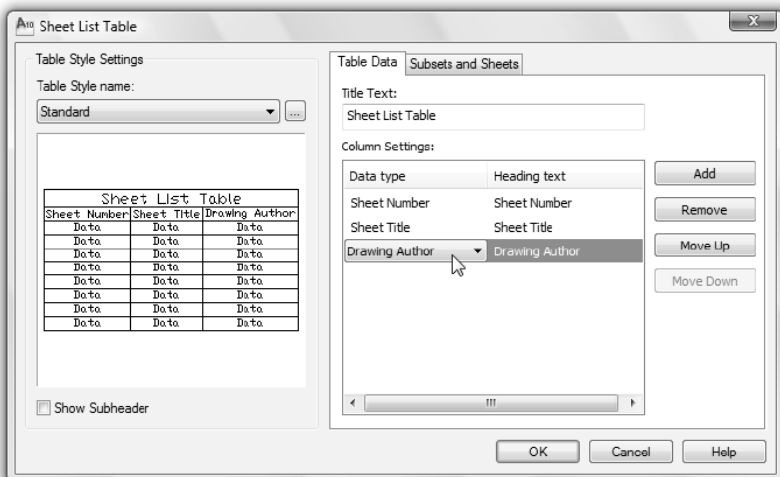 A10 Sheet List Table X
Table Style Settings
Table Style name:
Standard
...
Sheet LIst Table
Sheet Number Sheet TItle DrawIng Author
Data Data Data
Data Data Data
Data Data Data
Data Data Data
Data Data Data
Data Data Data
Data Data Data
Data Data Data
Show Subheader
Table Data Subsets and Sheets
Title Text:
Sheet List Table
Column Settings:
Data type Heading text
Sheet Number Sheet Number
Sheet Title Sheet Title
Drawing Author Drawing Author
Add
Remove
Move Up
Move Down
OK Cancel Help